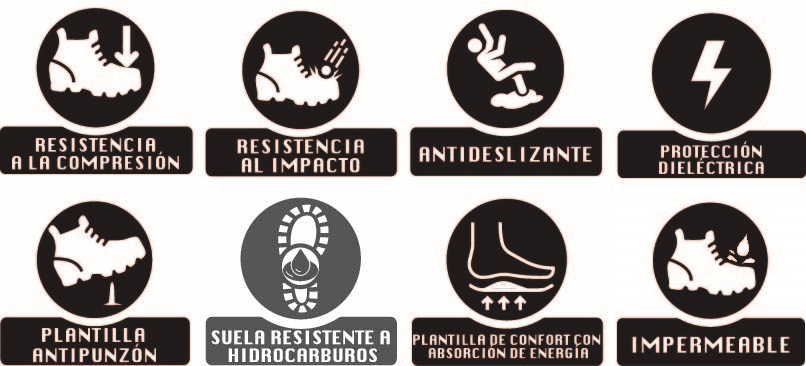 RESISTENCIA
A LA COMPRESIÓN
RESISTENCIA
AL IMPACTO
ANTIDESLIZANTE
PROTECCIÓN
DIELÉCTRICA
PLANTILLA
ANTIPUNZÓN
SUELA RESISTENTE A
HIDROCARBUROS
PLANTILLA DE CONFORT CON
ABSORCIÓN DE ENERGÍA
IMPERMEABLE